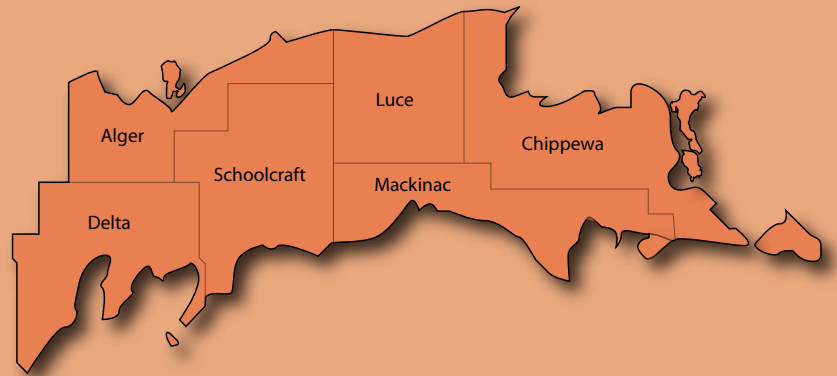 Luce
Alger
Chippewa
Schoolcraft
Mackinac
Delta